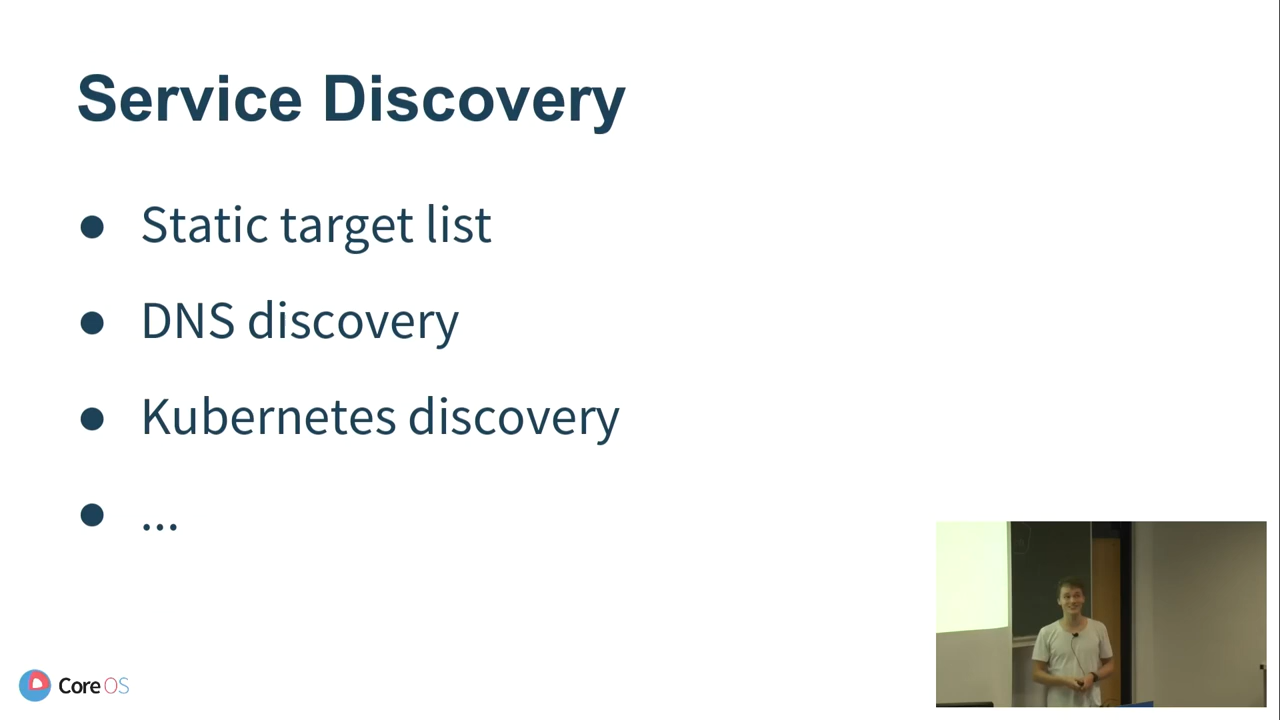 Service Discovery
● Static target list
● DNS discovery
● Kubernetes discovery
● ...
Core OS